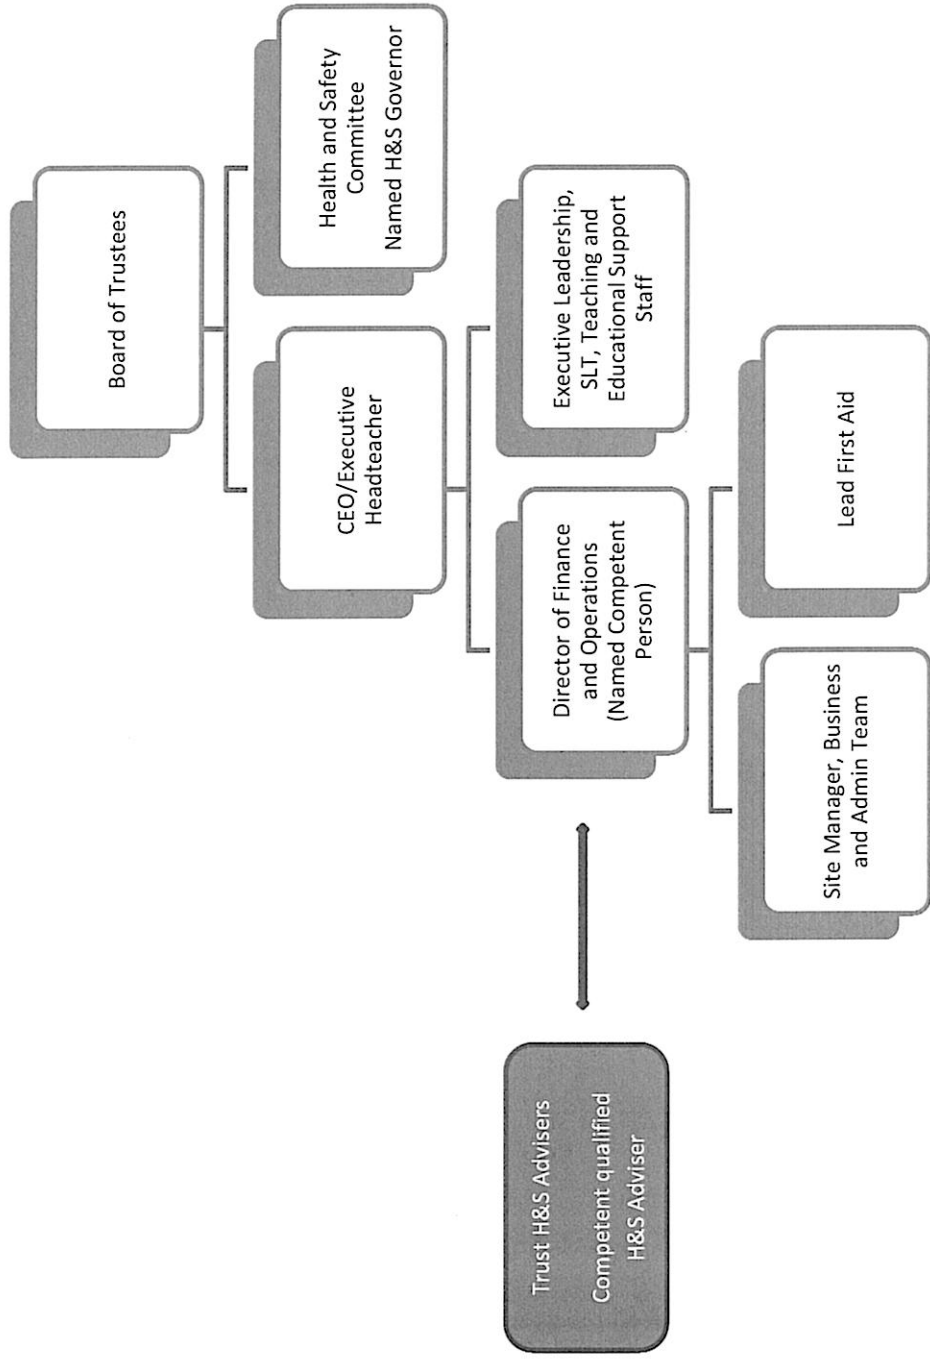 Board of Trustees
CEO/Executive
Headteacher
Health and Safety
Committee
Named H&S Governor
Director of Finance
and Operations
(Named Competent
Person)
Executive Leadership,
SLT, Teaching and
Educational Support
Staff
Site Manager, Business
and Admin Team
Lead First Aid
Trust H&S Advisers
Competent qualified
H&S Adviser